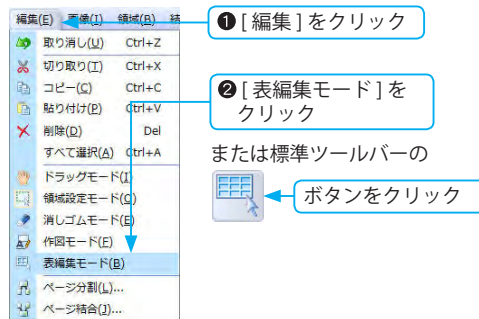 編集(E) 画像(I) 領域(B) 結
取り消し(U) Ctrl+Z
切り取り(T) Ctrl+X
コピー(C) Ctrl+C
貼り付け(P) Ctrl+V
削除(D) Del
すべて選択(A) Ctrl+A
ドラッグモード(I)
領域設定モード(O)
消しゴムモード(E)
作図モード(F)
表編集モード(B)
ページ分割(L)...
ページ結合(J)...
❶[編集]をクリック
❷[表編集モード]を
クリック
または標準ツールバーの
ボタンをクリック